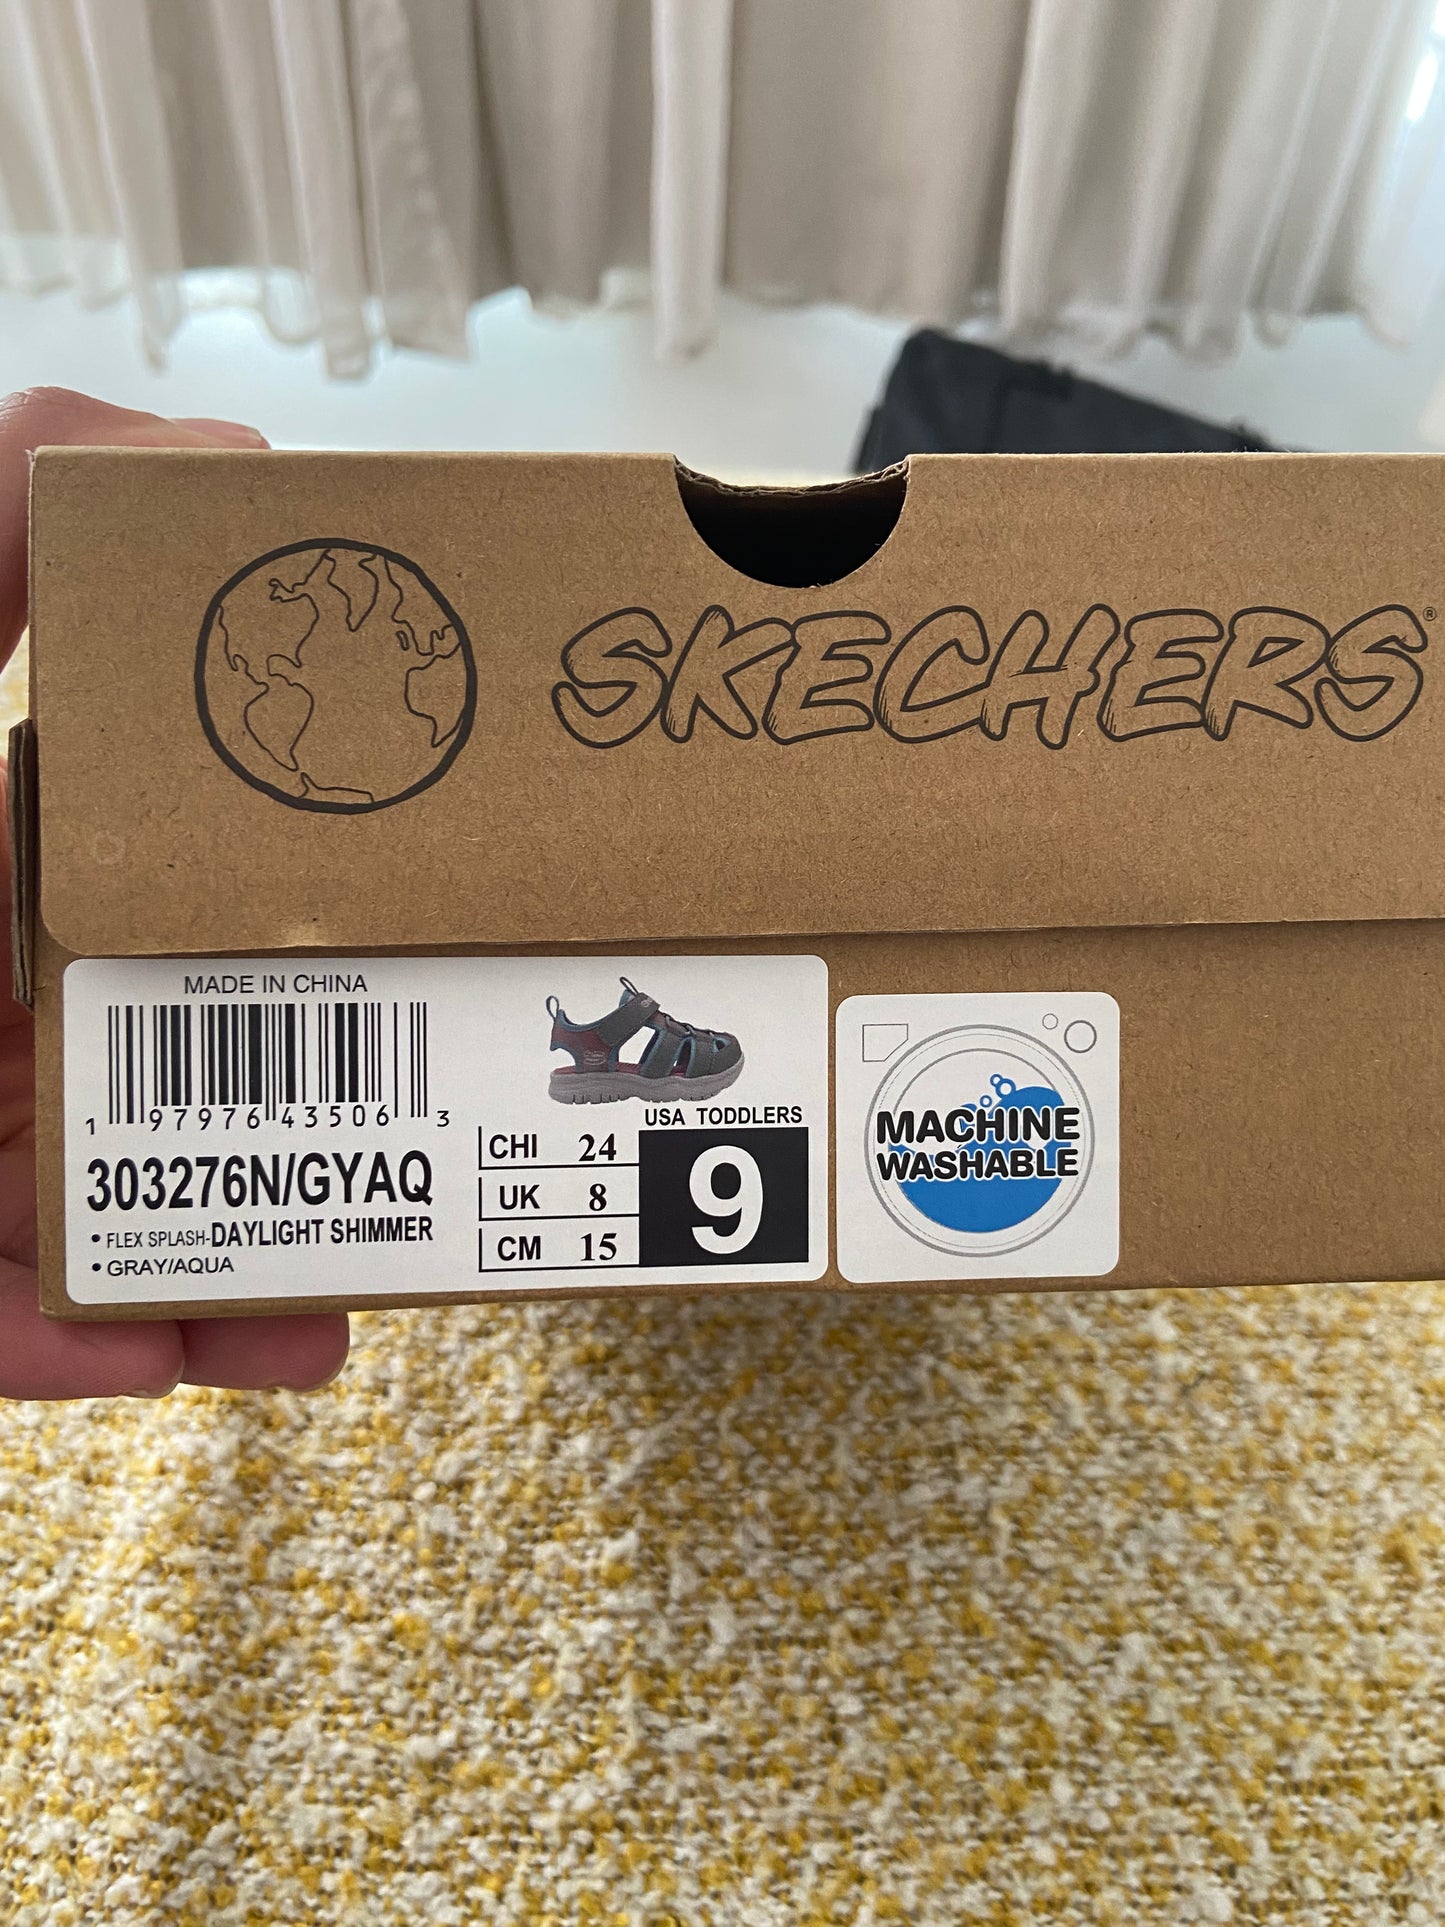 SKECHERS®
MADE IN CHINA
1 97976 43506 3
303276N/GYAQ
• FLEX SPLASH-DAYLIGHT SHIMMER
• GRAY/AQUA
USA TODDLERS
9
CHI 24
UK 8
CM 15
MACHINE
WASHABLE